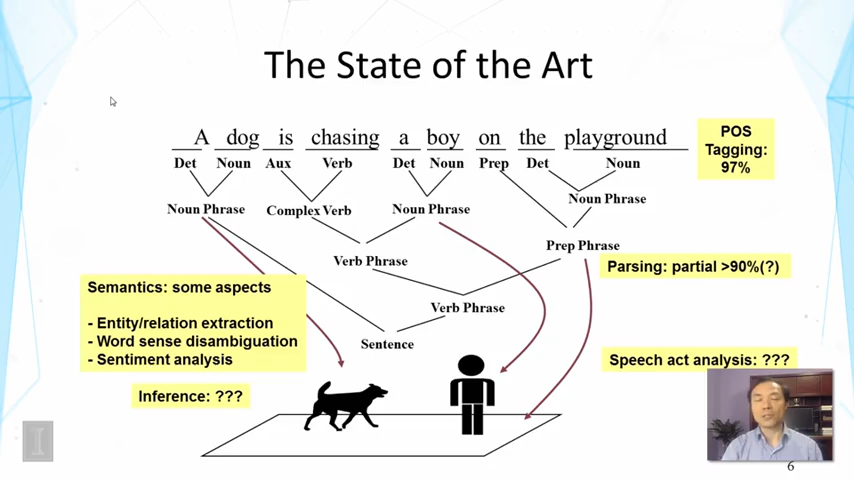 The State of the Art
A dog is chasing a boy on the playground
Det Noun Aux Verb Det Noun Prep Det Noun
POS
Tagging:
97%
Noun Phrase
Noun Phrase Complex Verb Noun Phrase
Prep Phrase
Verb Phrase
Parsing: partial >90%(?)
Semantics: some aspects
Verb Phrase
- Entity/relation extraction
- Word sense disambiguation
- Sentiment analysis
Sentence
Speech act analysis: ???
Inference: ???
6